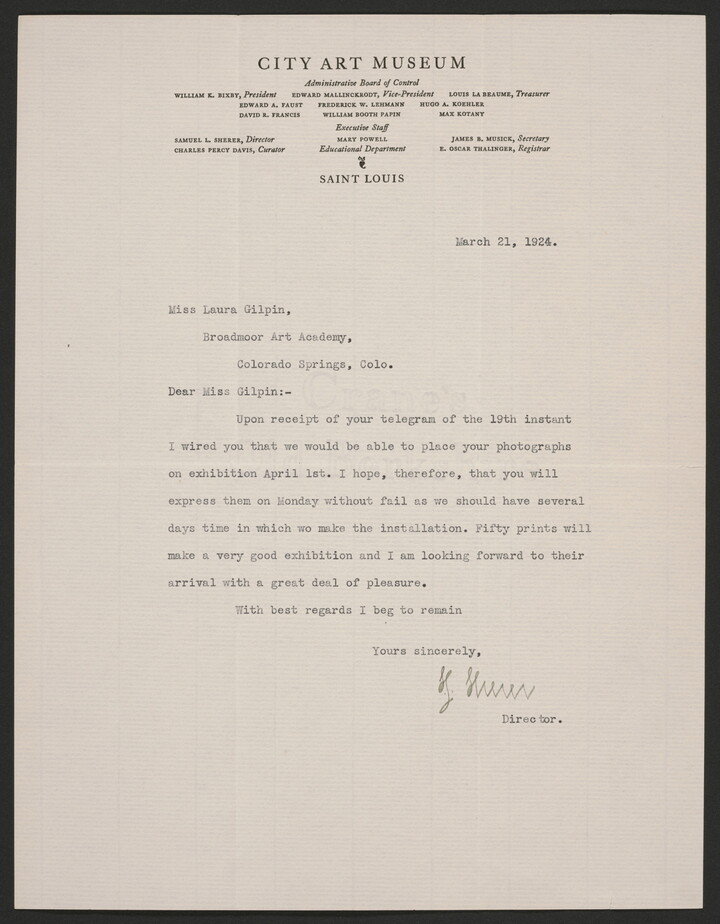 CITY ART MUSEUM
Administrative Board of Control
WILLIAM K. BIXBY, President EDWARD MALLINCKRODT, Vice-President LOUIS LA BEAUME, Treasurer
EDWARD A. FAUST FREDERICK W. LEHMANN HUGO A. KOEHLER
DAVID R. FRANCIS WILLIAM BOOTH PAPIN MAX KOTANY
Executive Staff
SAMUEL L. SHERER, Director MARY POWELL JAMES B. MUSICK, Secretary
CHARLES PERCY DAVIS, Curator Educational Department E. OSCAR THALINGER, Registrar
SAINT LOUIS
March 21, 1924.
Miss Laura Gilpin,
Broadmoor Art Academy,
Colorado Springs, Colo.
Dear Miss Gilpin:-
Crane's
Upon receipt of your telegram of the 19th instant
I wired you that we would be able to place your photographs
on exhibition April 1st. I hope, therefore, that you will
express them on Monday without fail as we should have several
days time in which wo make the installation. Fifty prints will
make a very good exhibition and I am looking forward to their
arrival with a great deal of pleasure.
With best regards I beg to remain
Yours sincerely,
Director.